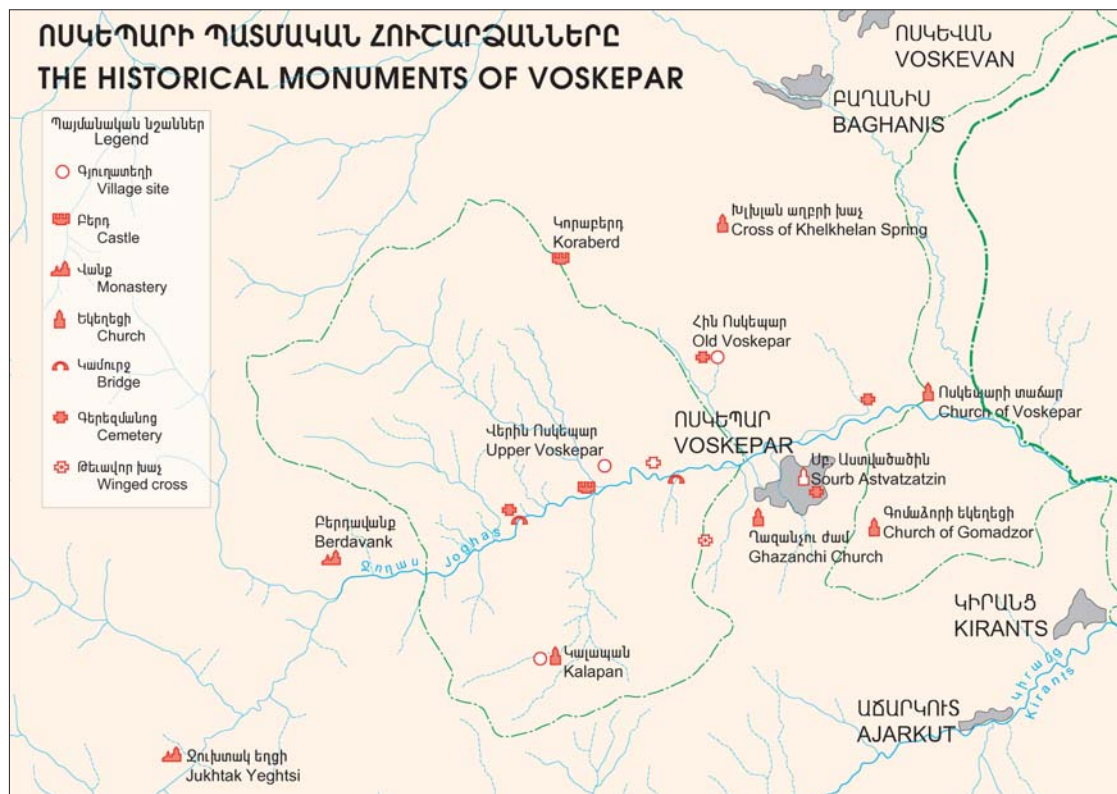 ՈՍԿԵՊԱՐԻ ՊԱՏՄԱԿԱՆ ՀՈՒՇԱՐՁԱՆՆԵՐԸ
THE HISTORICAL MONUMENTS OF VOSKEPAR
Պայմանական նշաններ
Legend
Գյուղատեղի
Village site
Բերդ
Castle
Վանք
Monastery
Եկեղեցի
Church
Կամուրջ
Bridge
Գերեզմանոց
Cemetery
Թեւավոր խաչ
Winged cross
ՈՍԿԵՎԱՆ
VOSKEVAN
ԲԱՂԱՆԻՍ
BAGHANIS
Խլխլան աղբրի խաչ
Cross of Khelkhelan Spring
Կորաբերդ
Koraberd
Հին Ոսկեպար
Old Voskepar
Ոսկեպարի տաճար
Church of Voskepar
ՈՍԿԵՊԱՐ
VOSKEPAR
Վերին Ոսկեպար
Upper Voskepar
Սբ. Աստվածածին
Sourb Astvatzatzin
Գոմաձորի եկեղեցի
Church of Gomadzor
Ղազանչու ժամ
Ghazanchi Church
Բերդավանք
Berdavank
Ջողաս Joghas
ԿԻՐԱՆՑ
KIRANTS
Կիրանց
Kirants
Կալապան
Kalapan
ԱՃԱՐԿՈՒՏ
AJARKUT
Ջուխտակ եղցի
Jukhtak Yeghtsi